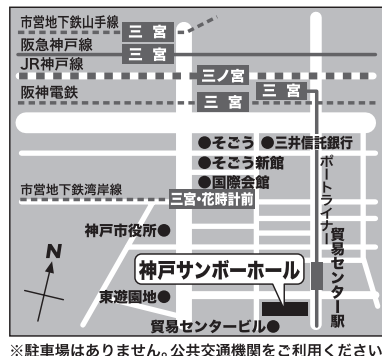 市営地下鉄山手線
三 宮
阪急神戸線
三 宮
JR神戸線
三ノ宮
阪神電鉄
三 宮
三 宮
●そごう ●三井信託銀行
●そごう新館
●国際会館
ポートライナー
市営地下鉄湾岸線
三宮・花時計前
神戸市役所●
貿易センター駅
N
神戸サンボーホール
東遊園地●
貿易センタービル●
※駐車場はありません。公共交通機関をご利用ください